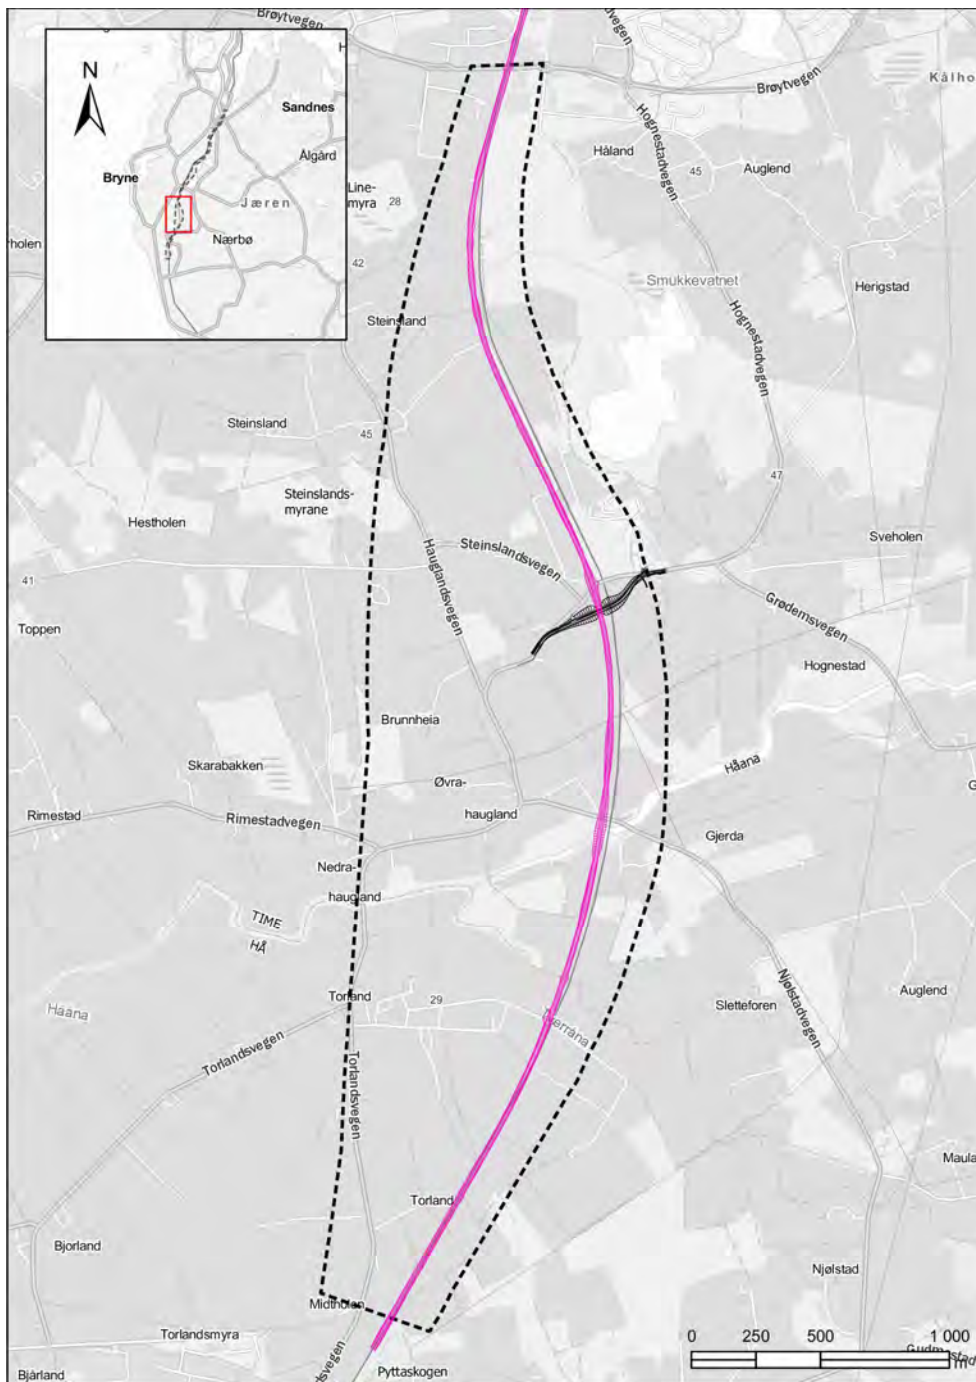 Brøytvegen
N
Sandnes
Ålgård
Bryne
Jæren
Nærbø
Line-
myra
28
42
Brøytvegen
Hognestadvegen
Håland
45
Auglend
Smukkevatnet
Herigstad
Hognestadvegen
Steinsland
Steinsland
45
Steinslands-
myrane
Hestholen
47
Sveholen
Steinslandsvegen
Hauglandsvegen
41
Toppen
Grødemsvegen
Hognestad
Brunnheia
Skarabakken
Håana
Øvra-
haugland
Rimestad
Rimestadvegen
Gjerda
Nedra-
haugland
TIME
HÅ
Håana
Torland
29
Sletteforen
Auglend
Njølstadvegen
Tverråna
Torlandsvegen
Torlandsvegen
Torland
Maula
Bjorland
Njølstad
Midtholen
Torlandsmyra
Bjårland
Pyttaskogen
0 250 500 1 000
m